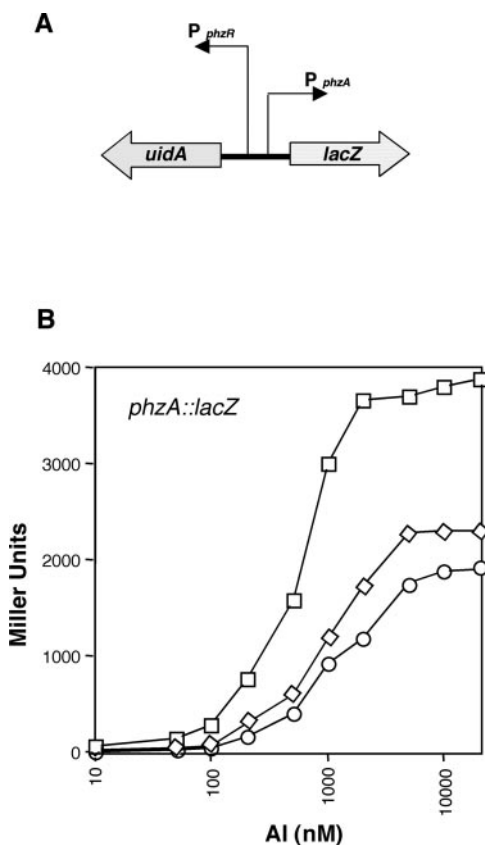 A
P phzR
P phzA
uidA
lacZ
B
phzA::lacZ
4000
3000
2000
1000
0
Miller Units
10
100
1000
10000
AI (nM)